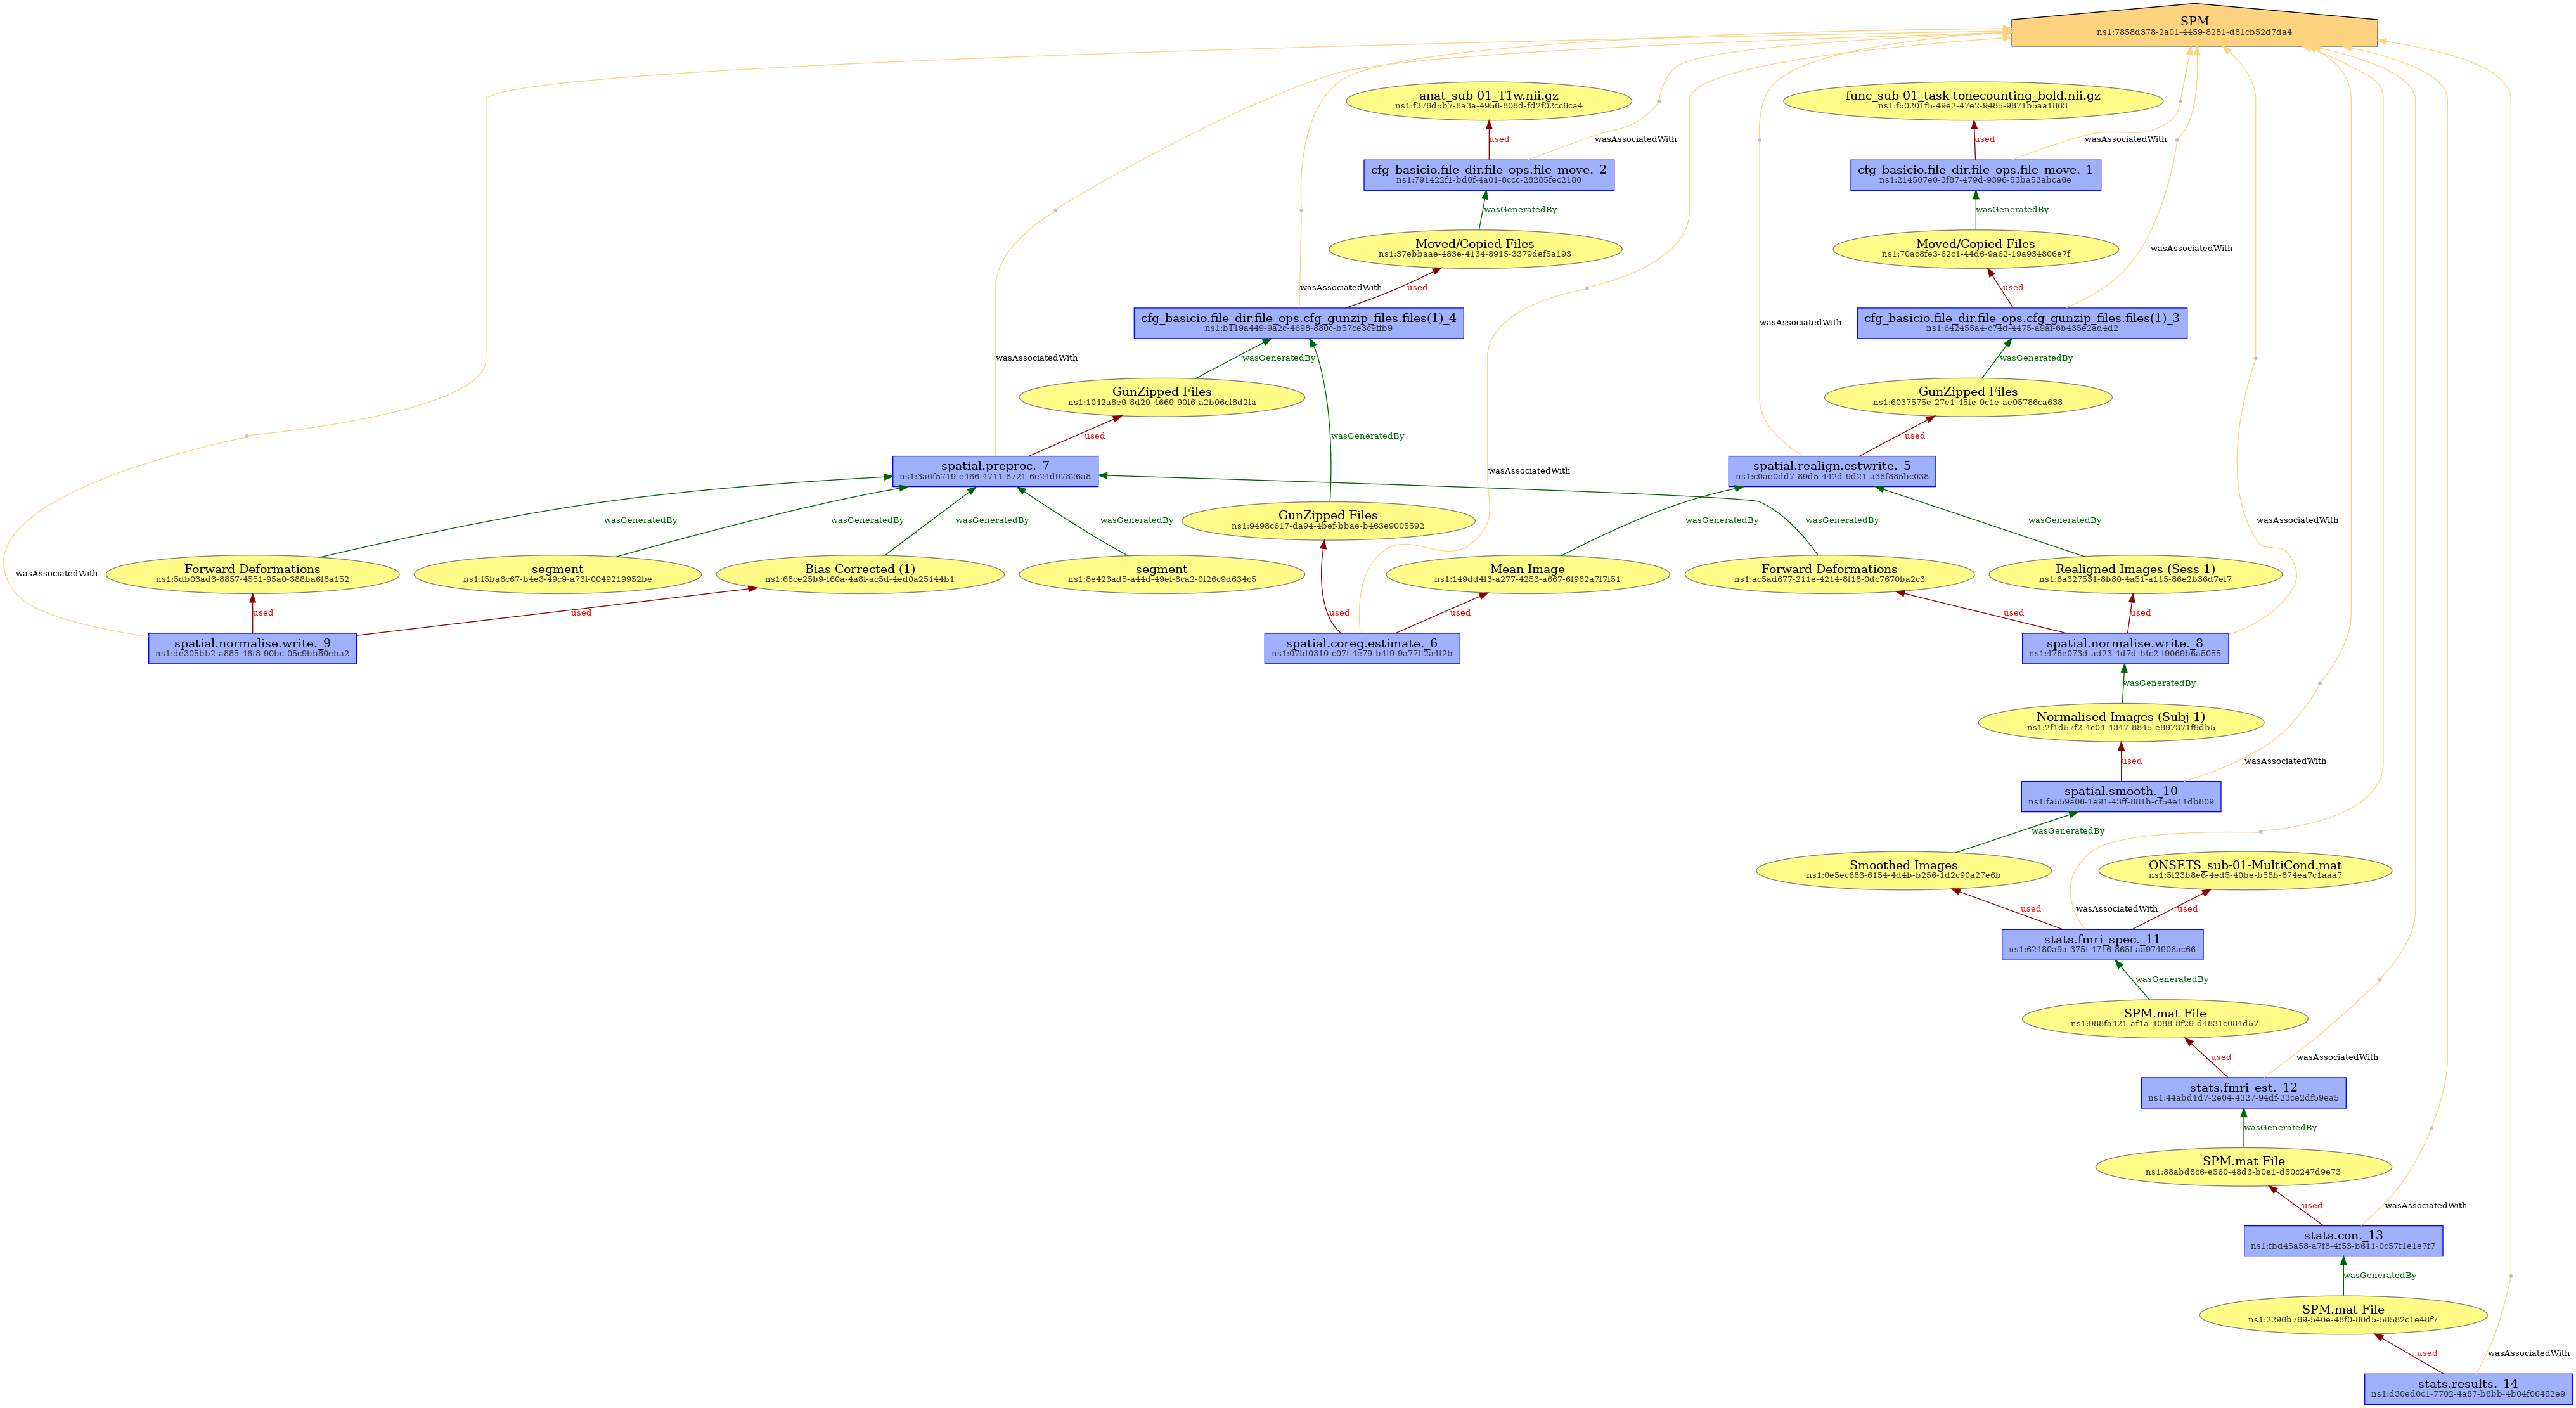 SPM
ns1:7858d378-2a01-4459-8281-d81cb52d7da4
anat_sub-01_T1w.nii.gz
ns1:f376d5b7-8a3a-4956-808d-fd2f02cc6ca4
func_sub-01_task-tonecounting_bold.nii.gz
ns1:f50201f5-49e2-47e2-9485-9871b5aa1863
used
wasAssociatedWith
used
wasAssociatedWith
cfg_basicio.file_dir.file_ops.file_move._2
ns1:791422f1-bd0f-4a01-8ccc-28285fec2180
cfg_basicio.file_dir.file_ops.file_move._1
ns1:214507e0-3f87-479d-9396-53ba53abca6e
wasGeneratedBy
wasGeneratedBy
Moved/Copied Files
ns1:37ebbaae-483e-4134-8915-3379def5a193
Moved/Copied Files
ns1:70ac8fe3-62c1-44d6-9a62-19a934806e7f
wasAssociatedWith
wasAssociatedWith
used
used
cfg_basicio.file_dir.file_ops.cfg_gunzip_files.files(1)_4
ns1:b119a449-9a2c-4698-880c-b57ce3c9ffb9
cfg_basicio.file_dir.file_ops.cfg_gunzip_files.files(1)_3
ns1:642455a4-c74d-4475-a9af-6b435e2ad4d2
wasAssociatedWith
wasAssociatedWith
wasGeneratedBy
wasGeneratedBy
GunZipped Files
ns1:1042a8e9-8d29-4669-90f6-a2b06cf8d2fa
GunZipped Files
ns1:6037575e-27e1-45fe-9c1e-ae95786ca638
used
wasGeneratedBy
used
spatial.preproc._7
ns1:3a0f5719-e466-4711-8721-6e24d97826a8
wasAssociatedWith
spatial.realign.estwrite._5
ns1:c0ae0dd7-89d5-442d-9d21-a38f885bc038
wasGeneratedBy
wasGeneratedBy
wasGeneratedBy
wasGeneratedBy
GunZipped Files
ns1:9498c617-da94-4bef-bbae-b463e9005592
wasGeneratedBy
wasGeneratedBy
wasGeneratedBy
wasAssociatedWith
wasAssociatedWith
Forward Deformations
ns1:5db03ad3-8857-4551-95a0-388ba6f8a152
segment
ns1:f5ba6c67-b4e3-49c9-a73f-0049219952be
Bias Corrected (1)
ns1:68ce25b9-f60a-4a8f-ac5d-4ed0a25144b1
segment
ns1:8e423ad5-a44d-49ef-8ca2-0f26c9d634c5
Mean Image
ns1:149dd4f3-a277-4253-a667-6f982a7f7f51
Forward Deformations
ns1:ac5ad677-211e-4214-8f18-0dc7670ba2c3
Realigned Images (Sess 1)
ns1:6a327531-8b80-4a51-a115-86e2b36d7ef7
used
used
used
used
used
used
spatial.normalise.write._9
ns1:de305bb2-a885-46f8-90bc-05c9bb80eba2
spatial.coreg.estimate._6
ns1:07bf0310-c07f-4e79-b4f9-9a77ff2a4f2b
spatial.normalise.write._8
ns1:476e073d-ad23-4d7d-bfc2-f9069b6a5055
wasGeneratedBy
Normalised Images (Subj 1)
ns1:2f1d57f2-4c04-4347-8845-e897371f9db5
used
wasAssociatedWith
spatial.smooth._10
ns1:fa559a06-1e91-43ff-881b-cf54e11db809
wasGeneratedBy
Smoothed Images
ns1:0e5ec683-6154-4d4b-b256-1d2c90a27e6b
ONSETS_sub-01-MultiCond.mat
ns1:5f23b8e6-4ed5-40be-b58b-874ea7c1aaa7
used
wasAssociatedWith
used
stats.fmri_spec._11
ns1:62480a9a-375f-4716-865f-aa974906ac66
wasGeneratedBy
SPM.mat File
ns1:988fa421-af1a-4088-8f29-d4831c084d57
used
wasAssociatedWith
stats.fmri_est._12
ns1:44abd1d7-2e04-4327-94df-23ce2df59ea5
wasGeneratedBy
SPM.mat File
ns1:88abd8c6-e560-48d3-b0e1-d50c247d9e73
used
wasAssociatedWith
stats.con._13
ns1:fbd45a58-a7f8-4f53-b611-0c57f1e1e7f7
wasGeneratedBy
SPM.mat File
ns1:2296b769-540e-48f0-80d5-58582c1e48f7
used
wasAssociatedWith
stats.results._14
ns1:d30ed0c1-7702-4a87-b8bb-4b04f06452e9